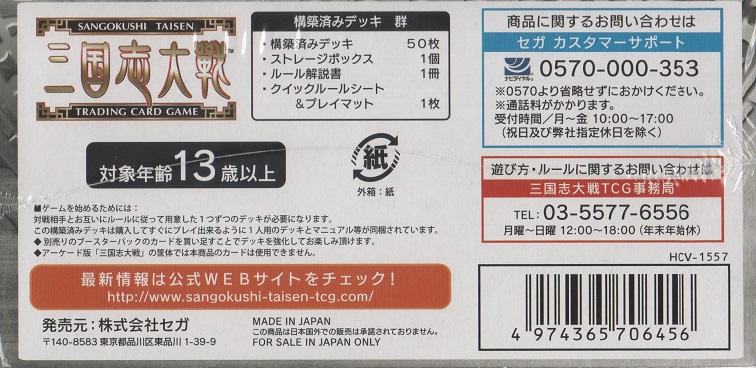 SANGOKUSHI TAISEN
三国志大戦
TM
TRADING CARD GAME
構築済みデッキ 群
・構築済みデッキ 50枚
・ストレージボックス 1個
・ルール解説書 1冊
・クイックルールシート
&プレイマット 1枚
対象年齢13歳以上
紙
外箱:紙
商品に関するお問い合わせは
セガ カスタマーサポート
ナビダイヤル 0570-000-353
※0570より省略せずにおかけください。
※通話料がかかります。
受付時間/月~金 10:00~17:00
(祝日及び弊社指定休日を除く)
遊び方・ルールに関するお問い合わせは
三国志大戦TCG事務局
TEL: 03-5577-6556
月曜~日曜 12:00~18:00(年末年始休)
■ゲームを始めるためには:
対戦相手とお互いにルールに従って用意した1つずつのデッキが必要になります。
この構築済みデッキは購入してすぐにプレイ出来るように1人用のデッキとマニュアル等が同梱されています。
◆別売りのブースターパックのカードを買い足すことでデッキを強化してお楽しみ頂けます。
◆アーケード版「三国志大戦」の筐体では本商品のカードは使用できません。
最新情報は公式WEBサイトをチェック!
http://www.sangokushi-taisen-tcg.com/
発売元:株式会社セガ
〒140-8583 東京都品川区東品川 1-39-9
MADE IN JAPAN
この商品は日本国外での販売は承諾されておりません。
FOR SALE IN JAPAN ONLY
HCV-1557
4 974365 706456